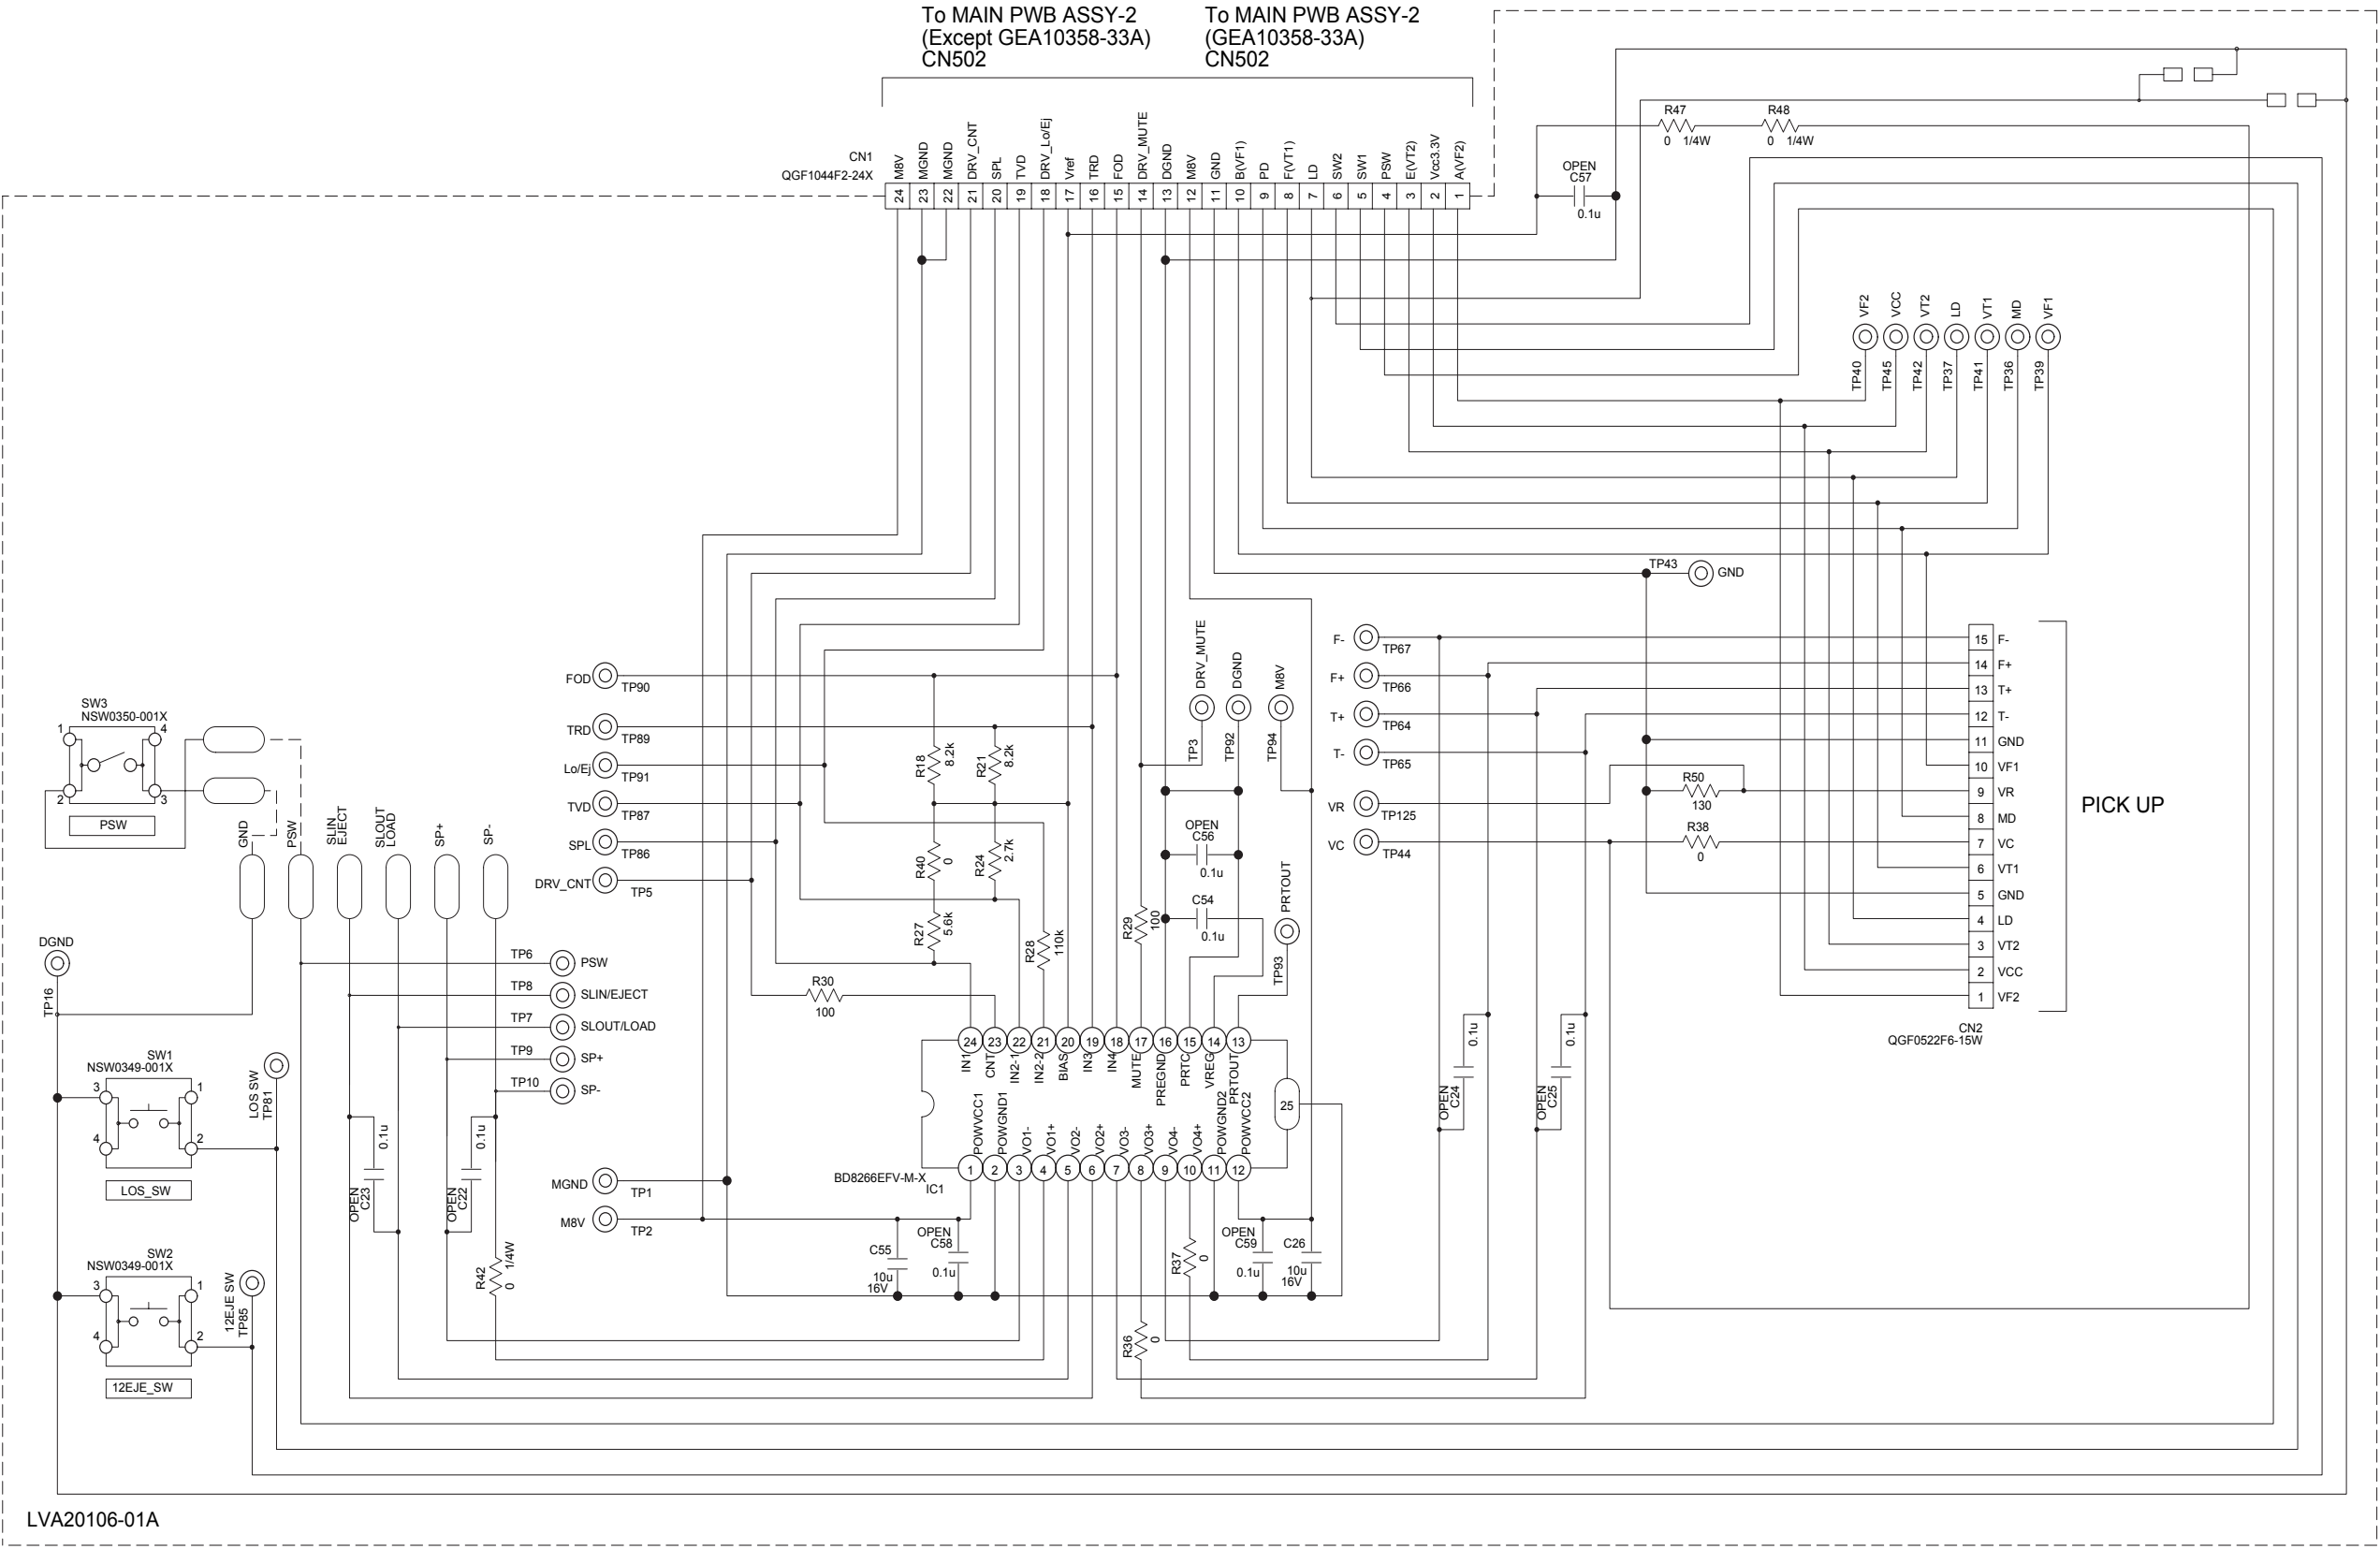 To MAIN PWB ASSY-2
(Except GEA10358-33A)
CN502
To MAIN PWB ASSY-2
(GEA10358-33A)
CN502
CN1
QGF1044F2-24X
M8V
MGND
MGND
DRV_CNT
SPL
TVD
DRV_Lo/Ej
Vref
TRD
FOD
DRV_MUTE
DGND
M8V
GND
B(VF1)
PD
F(VT1)
LD
SW2
SW1
PSW
E(VT2)
Vcc3.3V
A(VF2)
24 23 22 21 20 19 18 17 16 15 14 13 12 11 10 9 8 7 6 5 4 3 2 1
R47
0 1/4W
R48
0 1/4W
OPEN
C57
0.1u
VF2
VCC
VT2
LD
VT1
MD
VF1
TP40
TP45
TP42
TP37
TP41
TP36
TP39
TP43
GND
F-
TP67
F+
TP66
T+
TP64
T-
TP65
VR
TP125
VC
TP44
R50
130
R38
0
15 F-
14 F+
13 T+
12 T-
11 GND
10 VF1
9 VR
8 MD
7 VC
6 VT1
5 GND
4 LD
3 VT2
2 VCC
1 VF2
PICK UP
CN2
QGF0522F6-15W
DRV_MUTE
DGND
M8V
TP3
TP92
TP94
FOD
TP90
TRD
TP89
Lo/Ej
TP91
TVD
TP87
SPL
TP86
DRV_CNT
TP5
R18
8.2k
R21
8.2k
R40
0
R24
2.7k
R27
5.6k
R28
110k
R29
100
R30
100
OPEN
C56
0.1u
C54
0.1u
PRTOUT
TP93
SW3
NSW0350-001X
1
4
2
3
PSW
GND
PSW
SLIN
EJECT
SLOUT
LOAD
SP+
SP-
DGND
TP16
TP6
PSW
TP8
SLIN/EJECT
TP7
SLOUT/LOAD
TP9
SP+
TP10
SP-
SW1
NSW0349-001X
3
1
4
2
LOS_SW
LOS SW
TP81
SW2
NSW0349-001X
3
1
4
2
12EJE_SW
12EJE SW
TP85
OPEN
C23
0.1u
OPEN
C22
0.1u
R42
0 1/4W
MGND
TP1
M8V
TP2
24 23 22 21 20 19 18 17 16 15 14 13
IN1
CNT
IN2-1
IN2-2
BIAS
IN3
IN4
MUTE
PREGND
PRTC
VREG
PRTOUT
25
POWVCC1
POWGND1
VO1-
VO1+
VO2-
VO2+
VO3-
VO3+
VO4-
VO4+
POWGND2
POWVCC2
1 2 3 4 5 6 7 8 9 10 11 12
BD8266EFV-M-X
IC1
C55
10u
16V
OPEN
C58
0.1u
R37
0
OPEN
C59
0.1u
C26
10u
16V
R36
0
OPEN
C24
0.1u
OPEN
C25
0.1u
LVA20106-01A